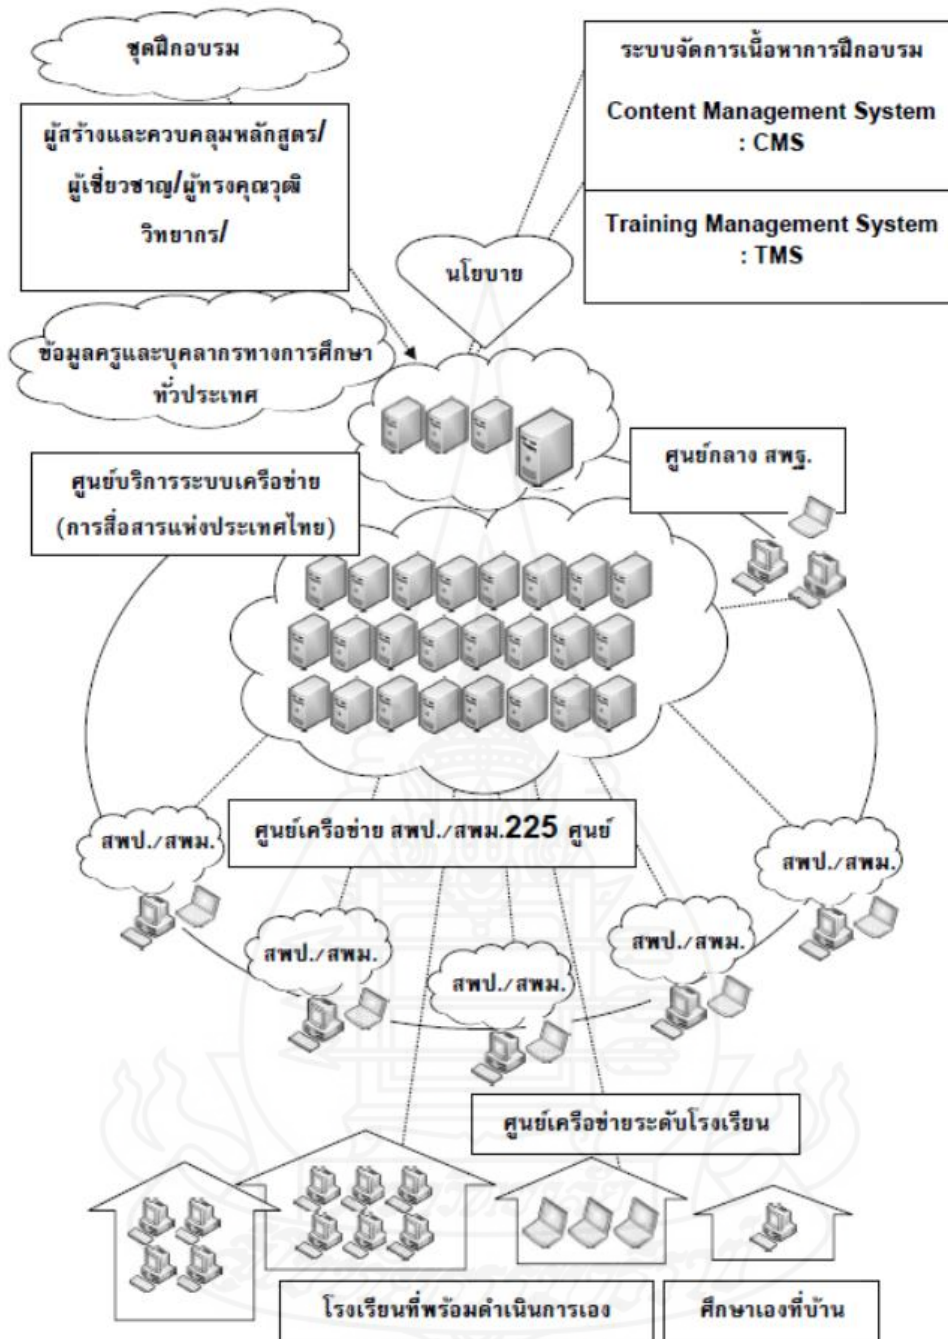 ชุดฝึกอบรม
ผู้สร้างและควบคลุมหลักสูตร/
ผู้เชี่ยวชาญ/ผู้ทรงคุณวุฒิ
วิทยากร/
ระบบจัดการเนื้อหาการฝึกอบรม
Content Management System
: CMS
Training Management System
: TMS
นโยบาย
ข้อมูลครูและบุคลากรทางการศึกษา
ทั่วประเทศ
ศูนย์กลาง สพฐ.
ศูนย์บริการระบบเครือข่าย
(การสื่อสารแห่งประเทศไทย)
ศูนย์เครือข่าย สพป./สพม.225 ศูนย์
สพป./สพม.
สพป./สพม.
สพป./สพม.
สพป./สพม.
สพป./สพม.
ศูนย์เครือข่ายระดับโรงเรียน
โรงเรียนที่พร้อมดำเนินการเอง
ศึกษาเองที่บ้าน